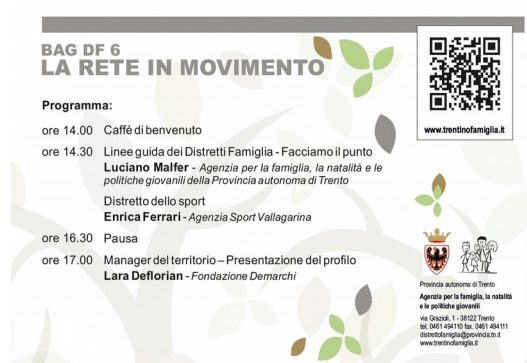 BAG DF 6
LA RETE IN MOVIMENTO
Programma:
ore 14.00 Caffè di benvenuto
ore 14.30 Linee guida dei Distretti Famiglia - Facciamo il punto
Luciano Malfer - Agenzia per la famiglia, la natalità e le
politiche giovanili della Provincia autonoma di Trento
Distretto dello sport
Enrica Ferrari - Agenzia Sport Vallagarina
ore 16.30 Pausa
ore 17.00 Manager del territorio – Presentazione del profilo
Lara Deflorian - Fondazione Demarchi
www.trentinofamiglia.it
Provincia autonoma di Trento
Agenzia per la famiglia, la natalità
e le politiche giovanili
via Grazioli, 1 - 38122 Trento
tel. 0461 494110 fax. 0461 494111
distrettofamiglia@provincia.tn.it
www.trentinofamiglia.it